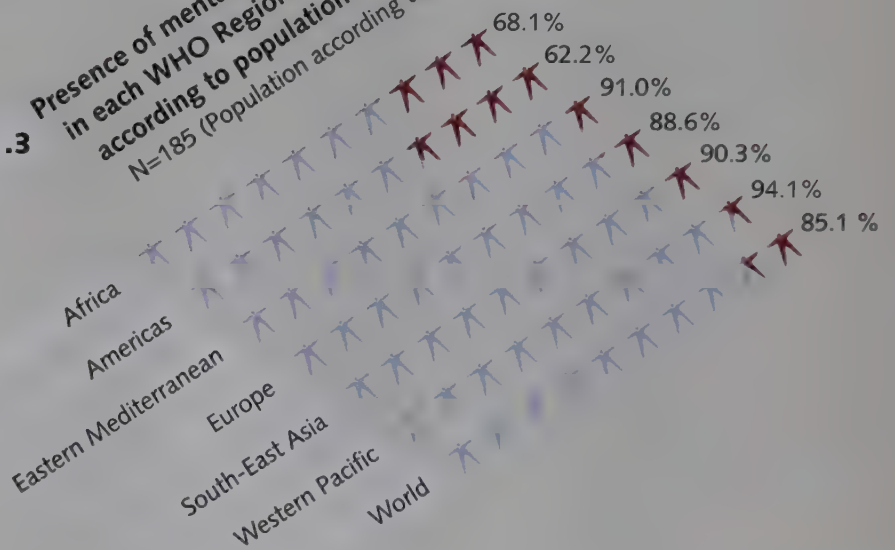 .3
Presence of ment
in each WHO Regio
according to population
N=185 (Population according
Africa 68.1%
Americas 62.2%
Eastern Mediterranean 91.0%
Europe 88.6%
South-East Asia 90.3%
Western Pacific 94.1%
World 85.1 %